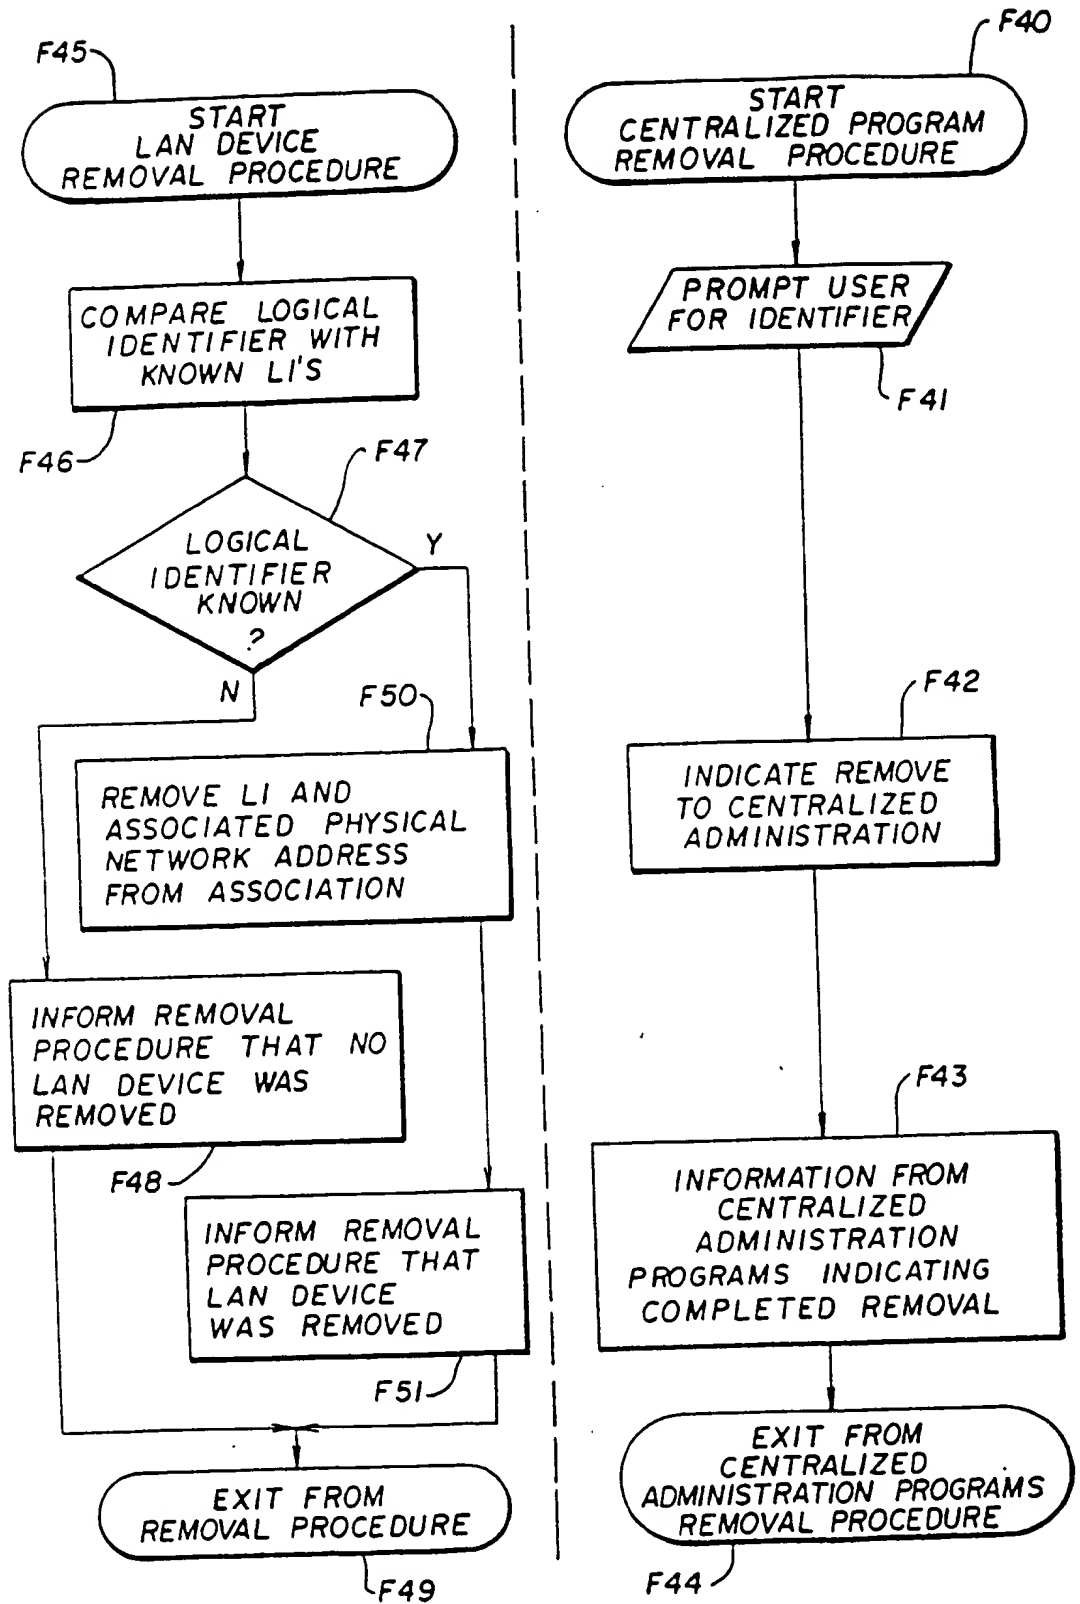 F45
START
LAN DEVICE
REMOVAL PROCEDURE
COMPARE LOGICAL
IDENTIFIER WITH
KNOWN LI'S
F46
F47
LOGICAL
IDENTIFIER
KNOWN
?
Y
N
F50
REMOVE LI AND
ASSOCIATED PHYSICAL
NETWORK ADDRESS
FROM ASSOCIATION
INFORM REMOVAL
PROCEDURE THAT NO
LAN DEVICE WAS
REMOVED
F48
INFORM REMOVAL
PROCEDURE THAT
LAN DEVICE
WAS REMOVED
F51
EXIT FROM
REMOVAL PROCEDURE
F49
F40
START
CENTRALIZED PROGRAM
REMOVAL PROCEDURE
PROMPT USER
FOR IDENTIFIER
F41
F42
INDICATE REMOVE
TO CENTRALIZED
ADMINISTRATION
F43
INFORMATION FROM
CENTRALIZED
ADMINISTRATION
PROGRAMS INDICATING
COMPLETED REMOVAL
EXIT FROM
CENTRALIZED
ADMINISTRATION PROGRAMS
REMOVAL PROCEDURE
F44